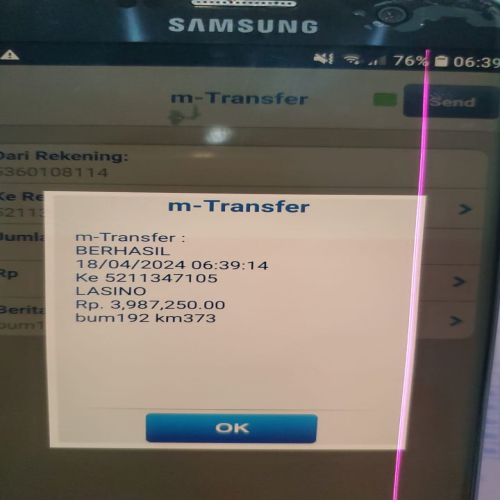 SAMSUNG
76% 06:39
m-Transfer
Send
Dari Rekening:
5360108114
Ke Re
5211
Jumla
Rp
Berita
bum1
m-Transfer
m-Transfer :
BERHASIL
18/04/2024 06:39:14
Ke 5211347105
LASINO
Rp. 3,987,250.00
bum192 km373
OK